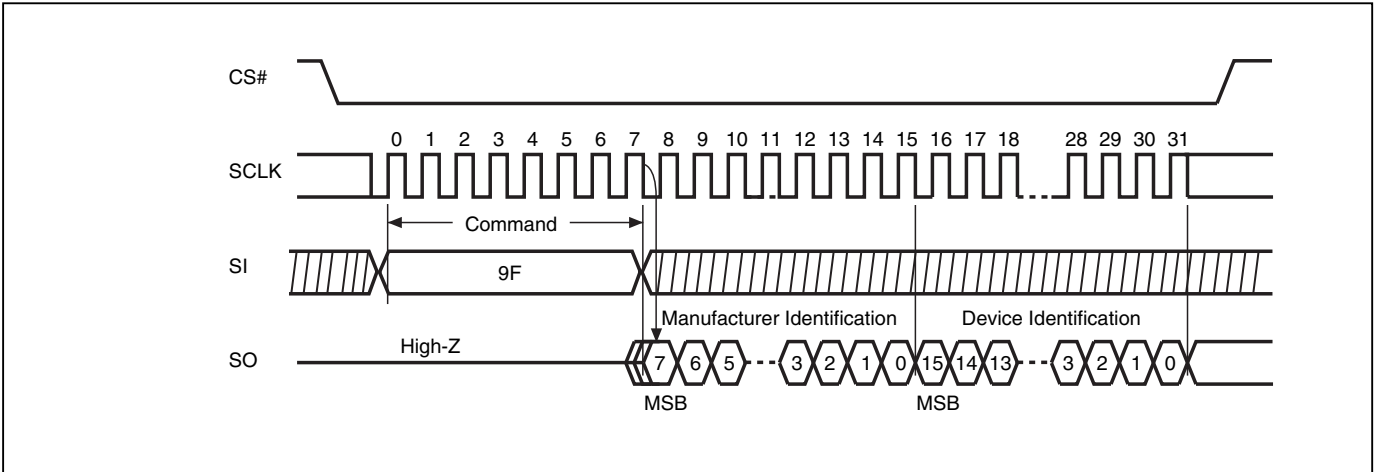 CS#
0 1 2 3 4 5 6 7 8 9 10 11 12 13 14 15 16 17 18 28 29 30 31
SCLK
Command
SI
9F
Manufacturer Identification Device Identification
High-Z
SO
7 6 5 3 2 1 0 15 14 13 3 2 1 0
MSB MSB